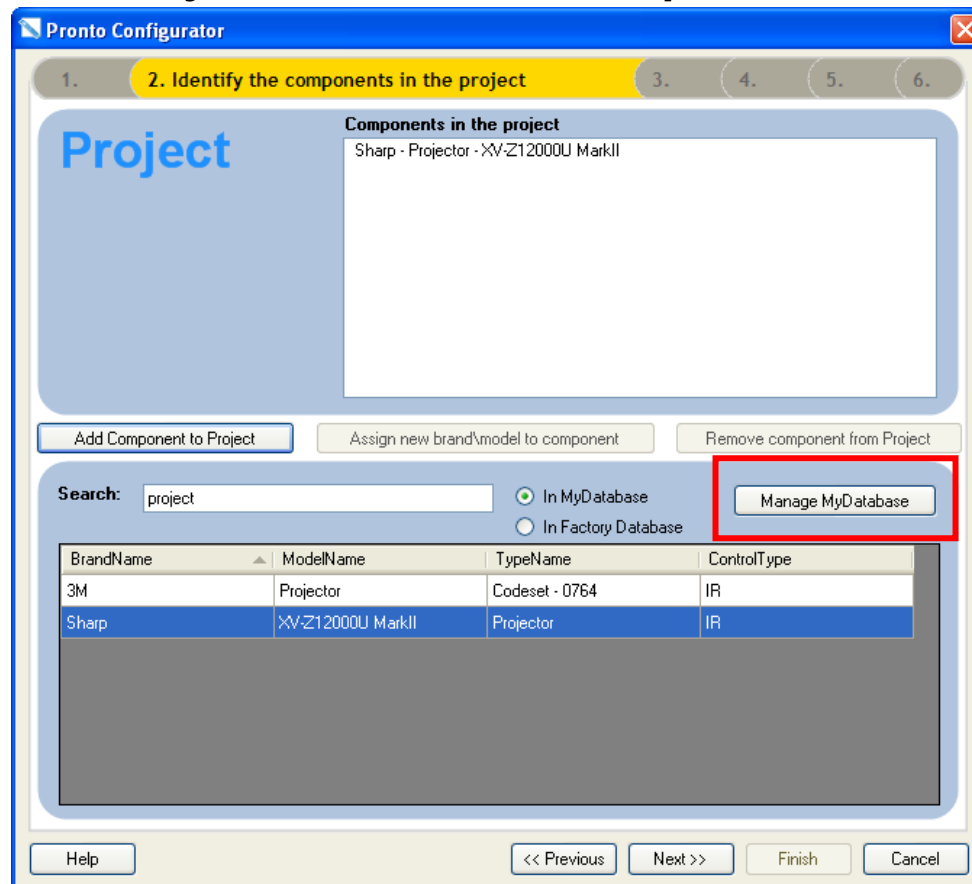 Pronto Configurator
1. 2. Identify the components in the project 3. 4. 5. 6.
Project
Components in the project
Sharp - Projector - XV-Z12000U MarkII
Add Component to Project Assign new brand\model to component Remove component from Project
Search: project
In MyDatabase
In Factory Database
Manage MyDatabase
BrandName ModelName TypeName ControlType
3M Projector Codeset - 0764 IR
Sharp XV-Z12000U MarkII Projector IR
Help << Previous Next >> Finish Cancel